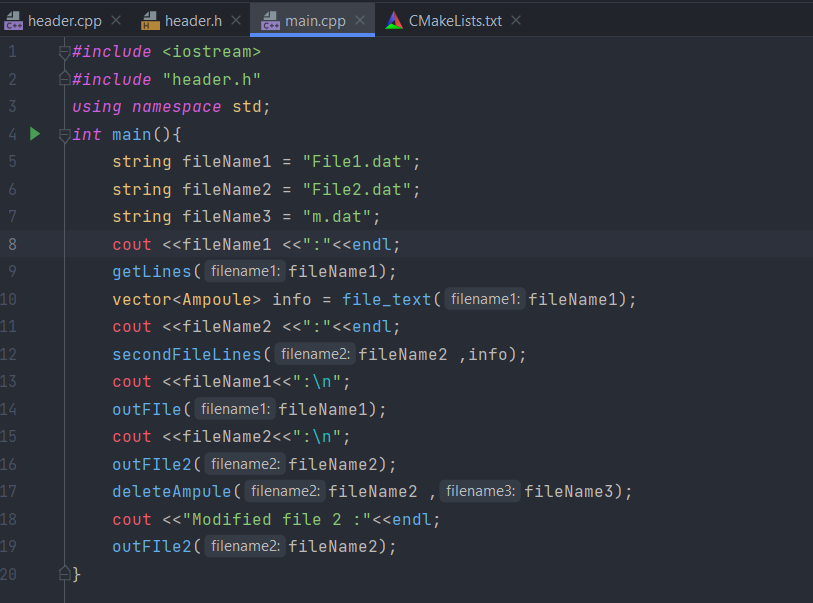 header.cpp × header.h × main.cpp × CMakeLists.txt ×
1 #include <iostream>
2 #include "header.h"
3 using namespace std;
4 int main(){
5 string fileName1 = "File1.dat";
6 string fileName2 = "File2.dat";
7 string fileName3 = "m.dat";
8 cout <<fileName1 <<":"<<endl;
9 getLines( filename1: fileName1);
10 vector<Ampoule> info = file_text( filename1: fileName1);
11 cout <<fileName2 <<":"<<endl;
12 secondFileLines( filename2: fileName2 ,info);
13 cout <<fileName1<<":\n";
14 outFIle( filename1: fileName1);
15 cout <<fileName2<<":\n";
16 outFIle2( filename2: fileName2);
17 deleteAmpule( filename2: fileName2 , filename3: fileName3);
18 cout <<"Modified file 2 :"<<endl;
19 outFIle2( filename2: fileName2);
20 }